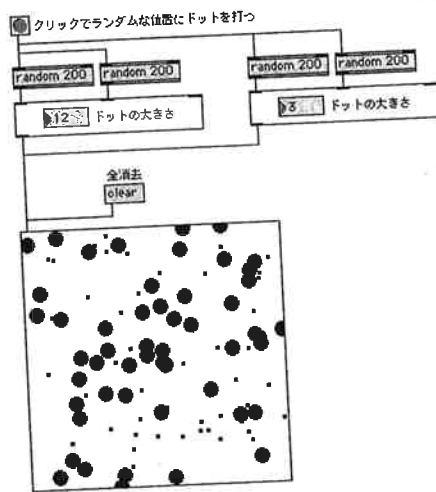 クリックでランダムな位置にドットを打つ
random 200 random 200 random 200 random 200
12 ドットの大きさ 3 ドットの大きさ
全消去
clear